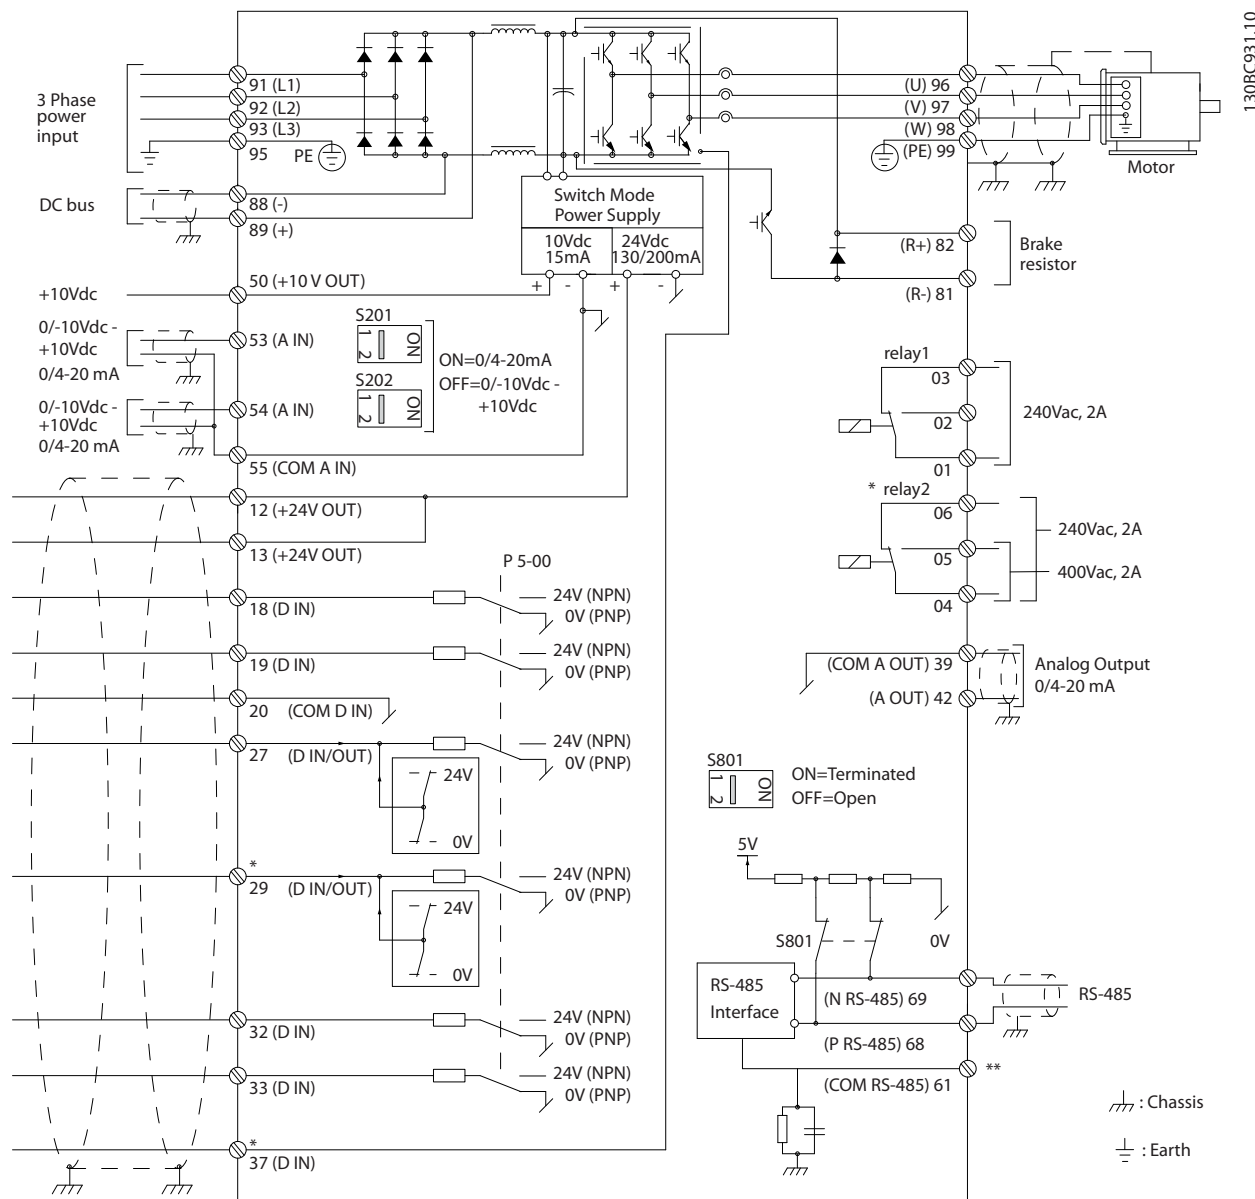 130BC931.10
3 Phase
power
input
91 (L1)
92 (L2)
93 (L3)
95
PE
DC bus
88 (-)
89 (+)
Switch Mode
Power Supply
10Vdc
15mA
24Vdc
130/200mA
+ - + -
(U) 96
(V) 97
(W) 98
(PE) 99
Motor
(R+) 82
(R-) 81
Brake
resistor
+10Vdc
50 (+10 V OUT)
0/-10Vdc -
+10Vdc
0/4-20 mA
53 (A IN)
0/-10Vdc -
+10Vdc
0/4-20 mA
54 (A IN)
55 (COM A IN)
S201
1 2
ON
S202
1 2
ON
ON=0/4-20mA
OFF=0/-10Vdc -
+10Vdc
relay1
03
02
01
240Vac, 2A
* relay2
06
05
04
240Vac, 2A
400Vac, 2A
12 (+24V OUT)
13 (+24V OUT)
P 5-00
18 (D IN)
24V (NPN)
0V (PNP)
19 (D IN)
24V (NPN)
0V (PNP)
20 (COM D IN)
27 (D IN/OUT)
24V (NPN)
0V (PNP)
24V
0V
*
29 (D IN/OUT)
24V (NPN)
0V (PNP)
24V
0V
32 (D IN)
24V (NPN)
0V (PNP)
33 (D IN)
24V (NPN)
0V (PNP)
*
37 (D IN)
(COM A OUT) 39
(A OUT) 42
Analog Output
0/4-20 mA
S801
1 2
ON
ON=Terminated
OFF=Open
5V
S801
0V
RS-485
Interface
(N RS-485) 69
RS-485
(P RS-485) 68
(COM RS-485) 61
**
: Chassis
: Earth